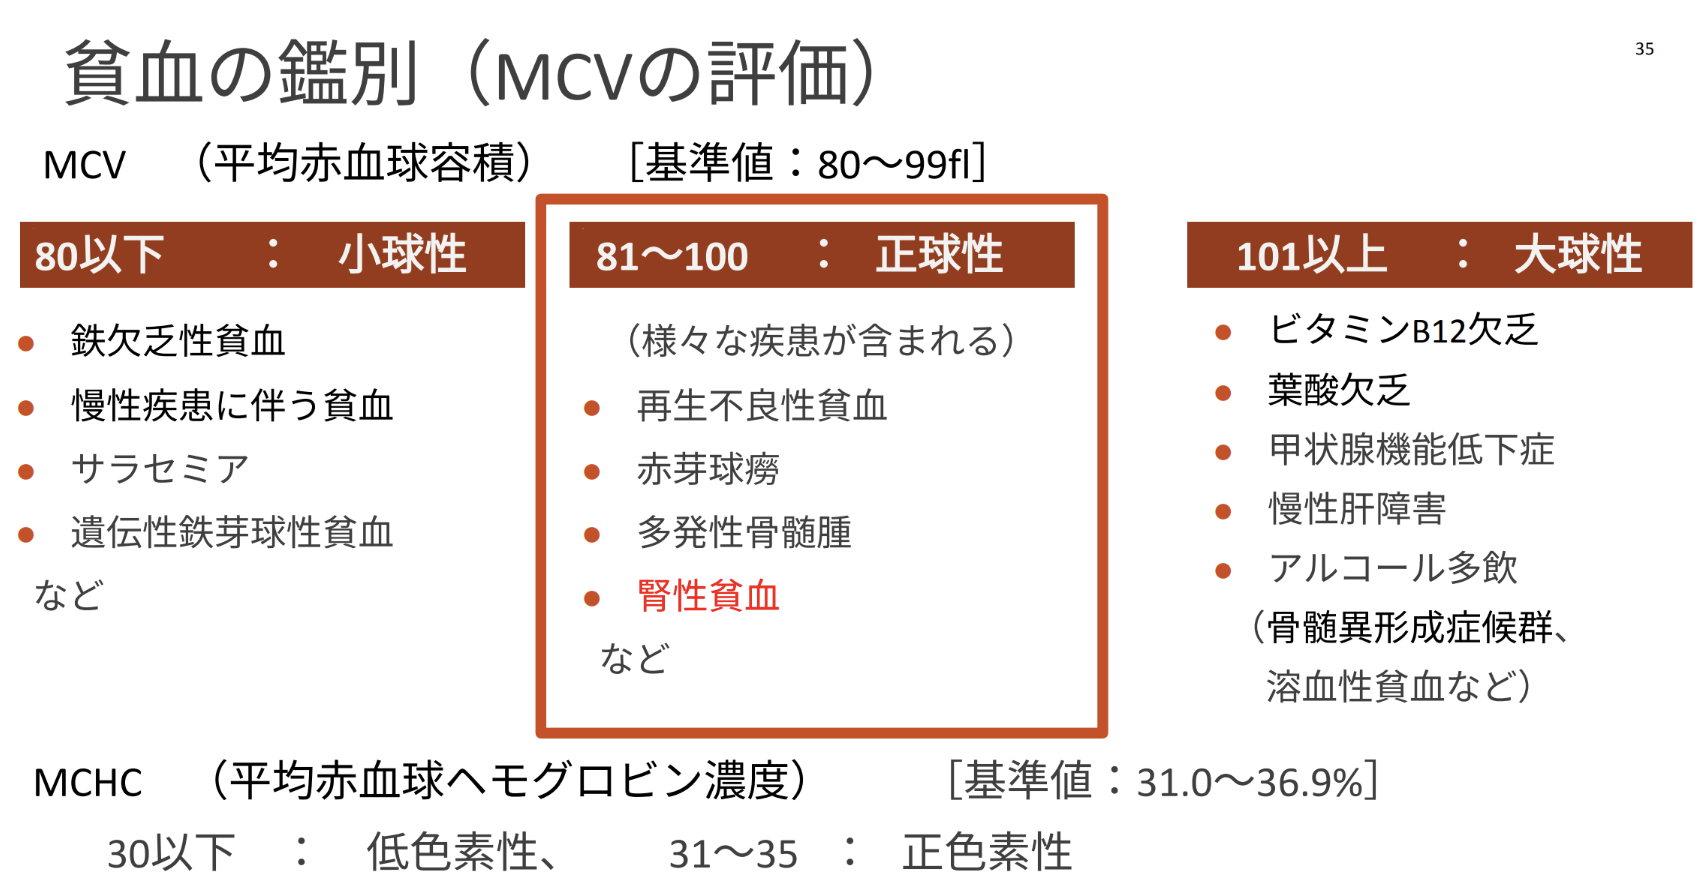 35
貧血の鑑別（MCVの評価）
MCV （平均赤血球容積） ［基準値：80～99fl］
80以下 ： 小球性
● 鉄欠乏性貧血
● 慢性疾患に伴う貧血
● サラセミア
● 遺伝性鉄芽球性貧血
など
81～100 ： 正球性
（様々な疾患が含まれる）
● 再生不良性貧血
● 赤芽球癆
● 多発性骨髄腫
● 腎性貧血
など
101以上 ： 大球性
● ビタミンB12欠乏
● 葉酸欠乏
● 甲状腺機能低下症
● 慢性肝障害
● アルコール多飲
（骨髄異形成症候群、
溶血性貧血など）
MCHC （平均赤血球ヘモグロビン濃度） ［基準値：31.0～36.9%］
30以下 ： 低色素性、 31～35 ： 正色素性